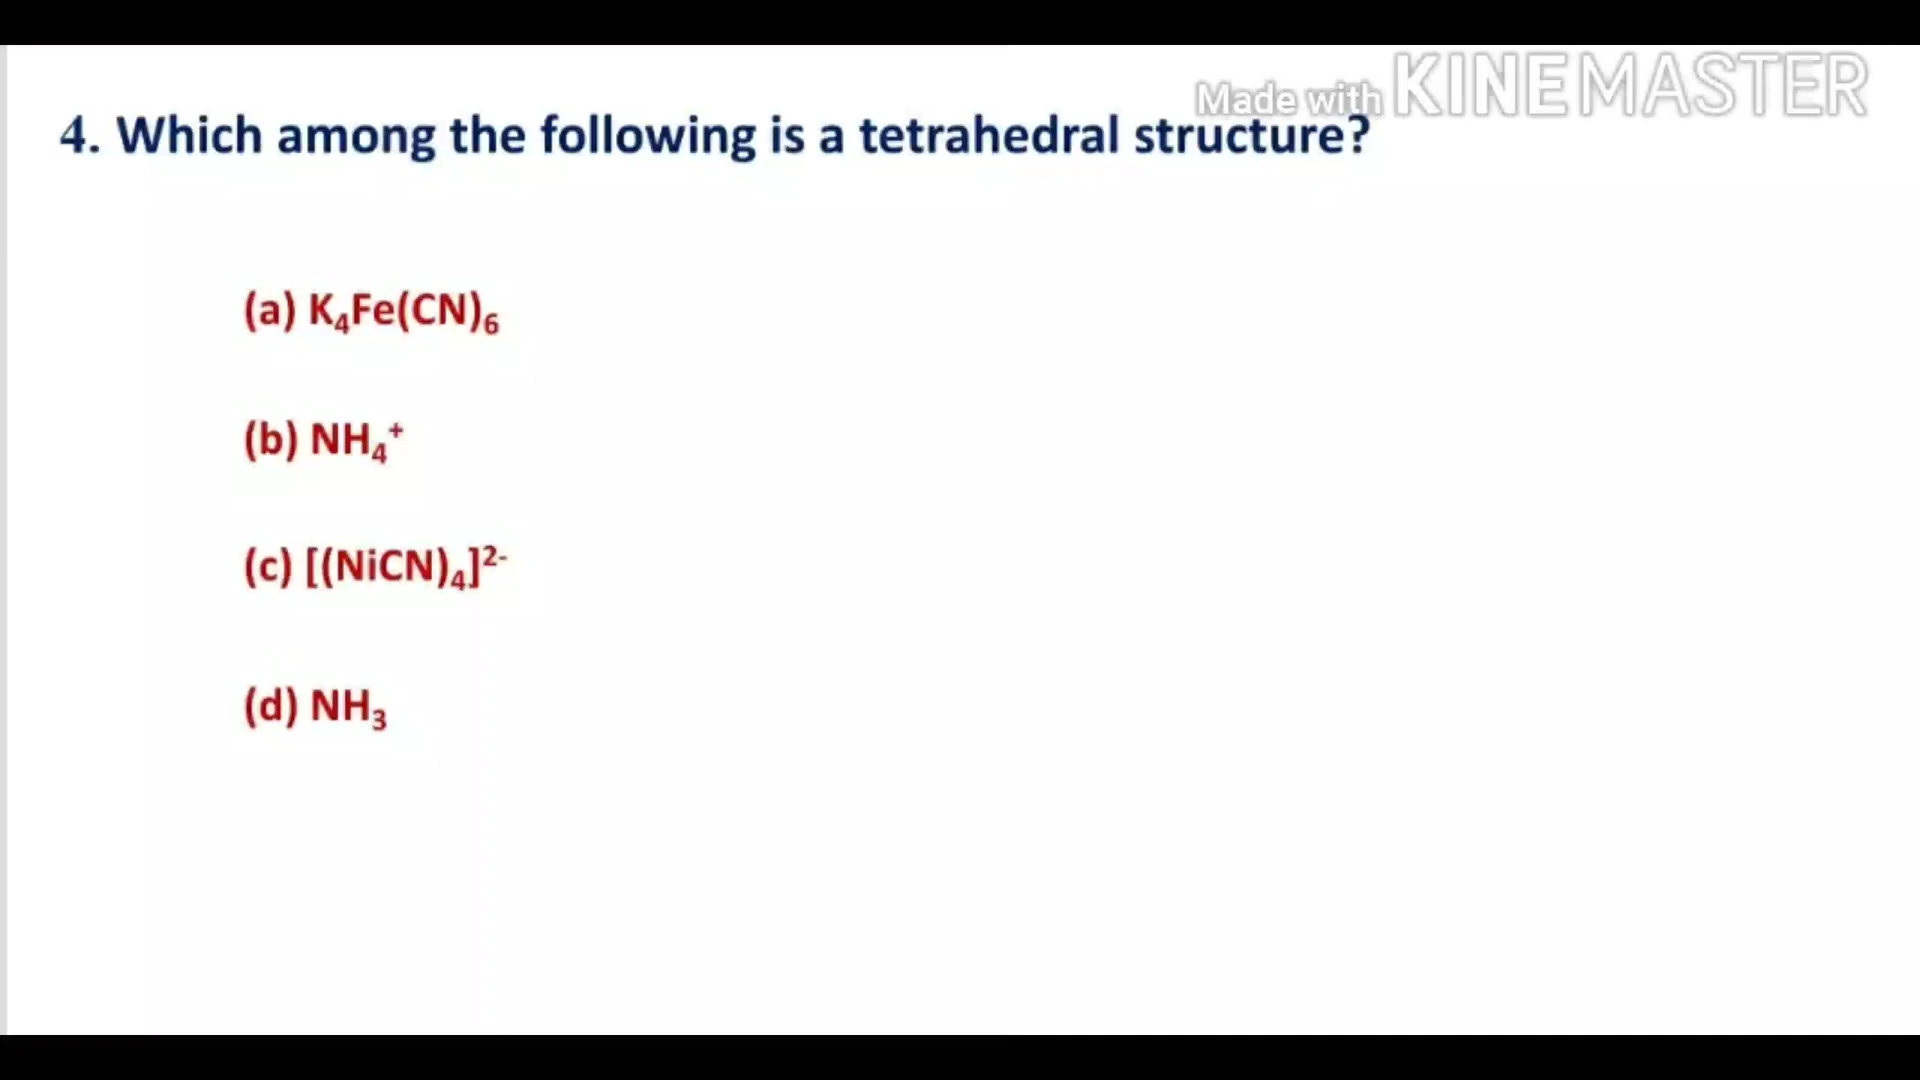 Made with KINEMASTER
4. Which among the following is a tetrahedral structure?
(a) K₄Fe(CN)₆
(b) NH₄⁺
(c) [(NiCN)₄]²⁻
(d) NH₃